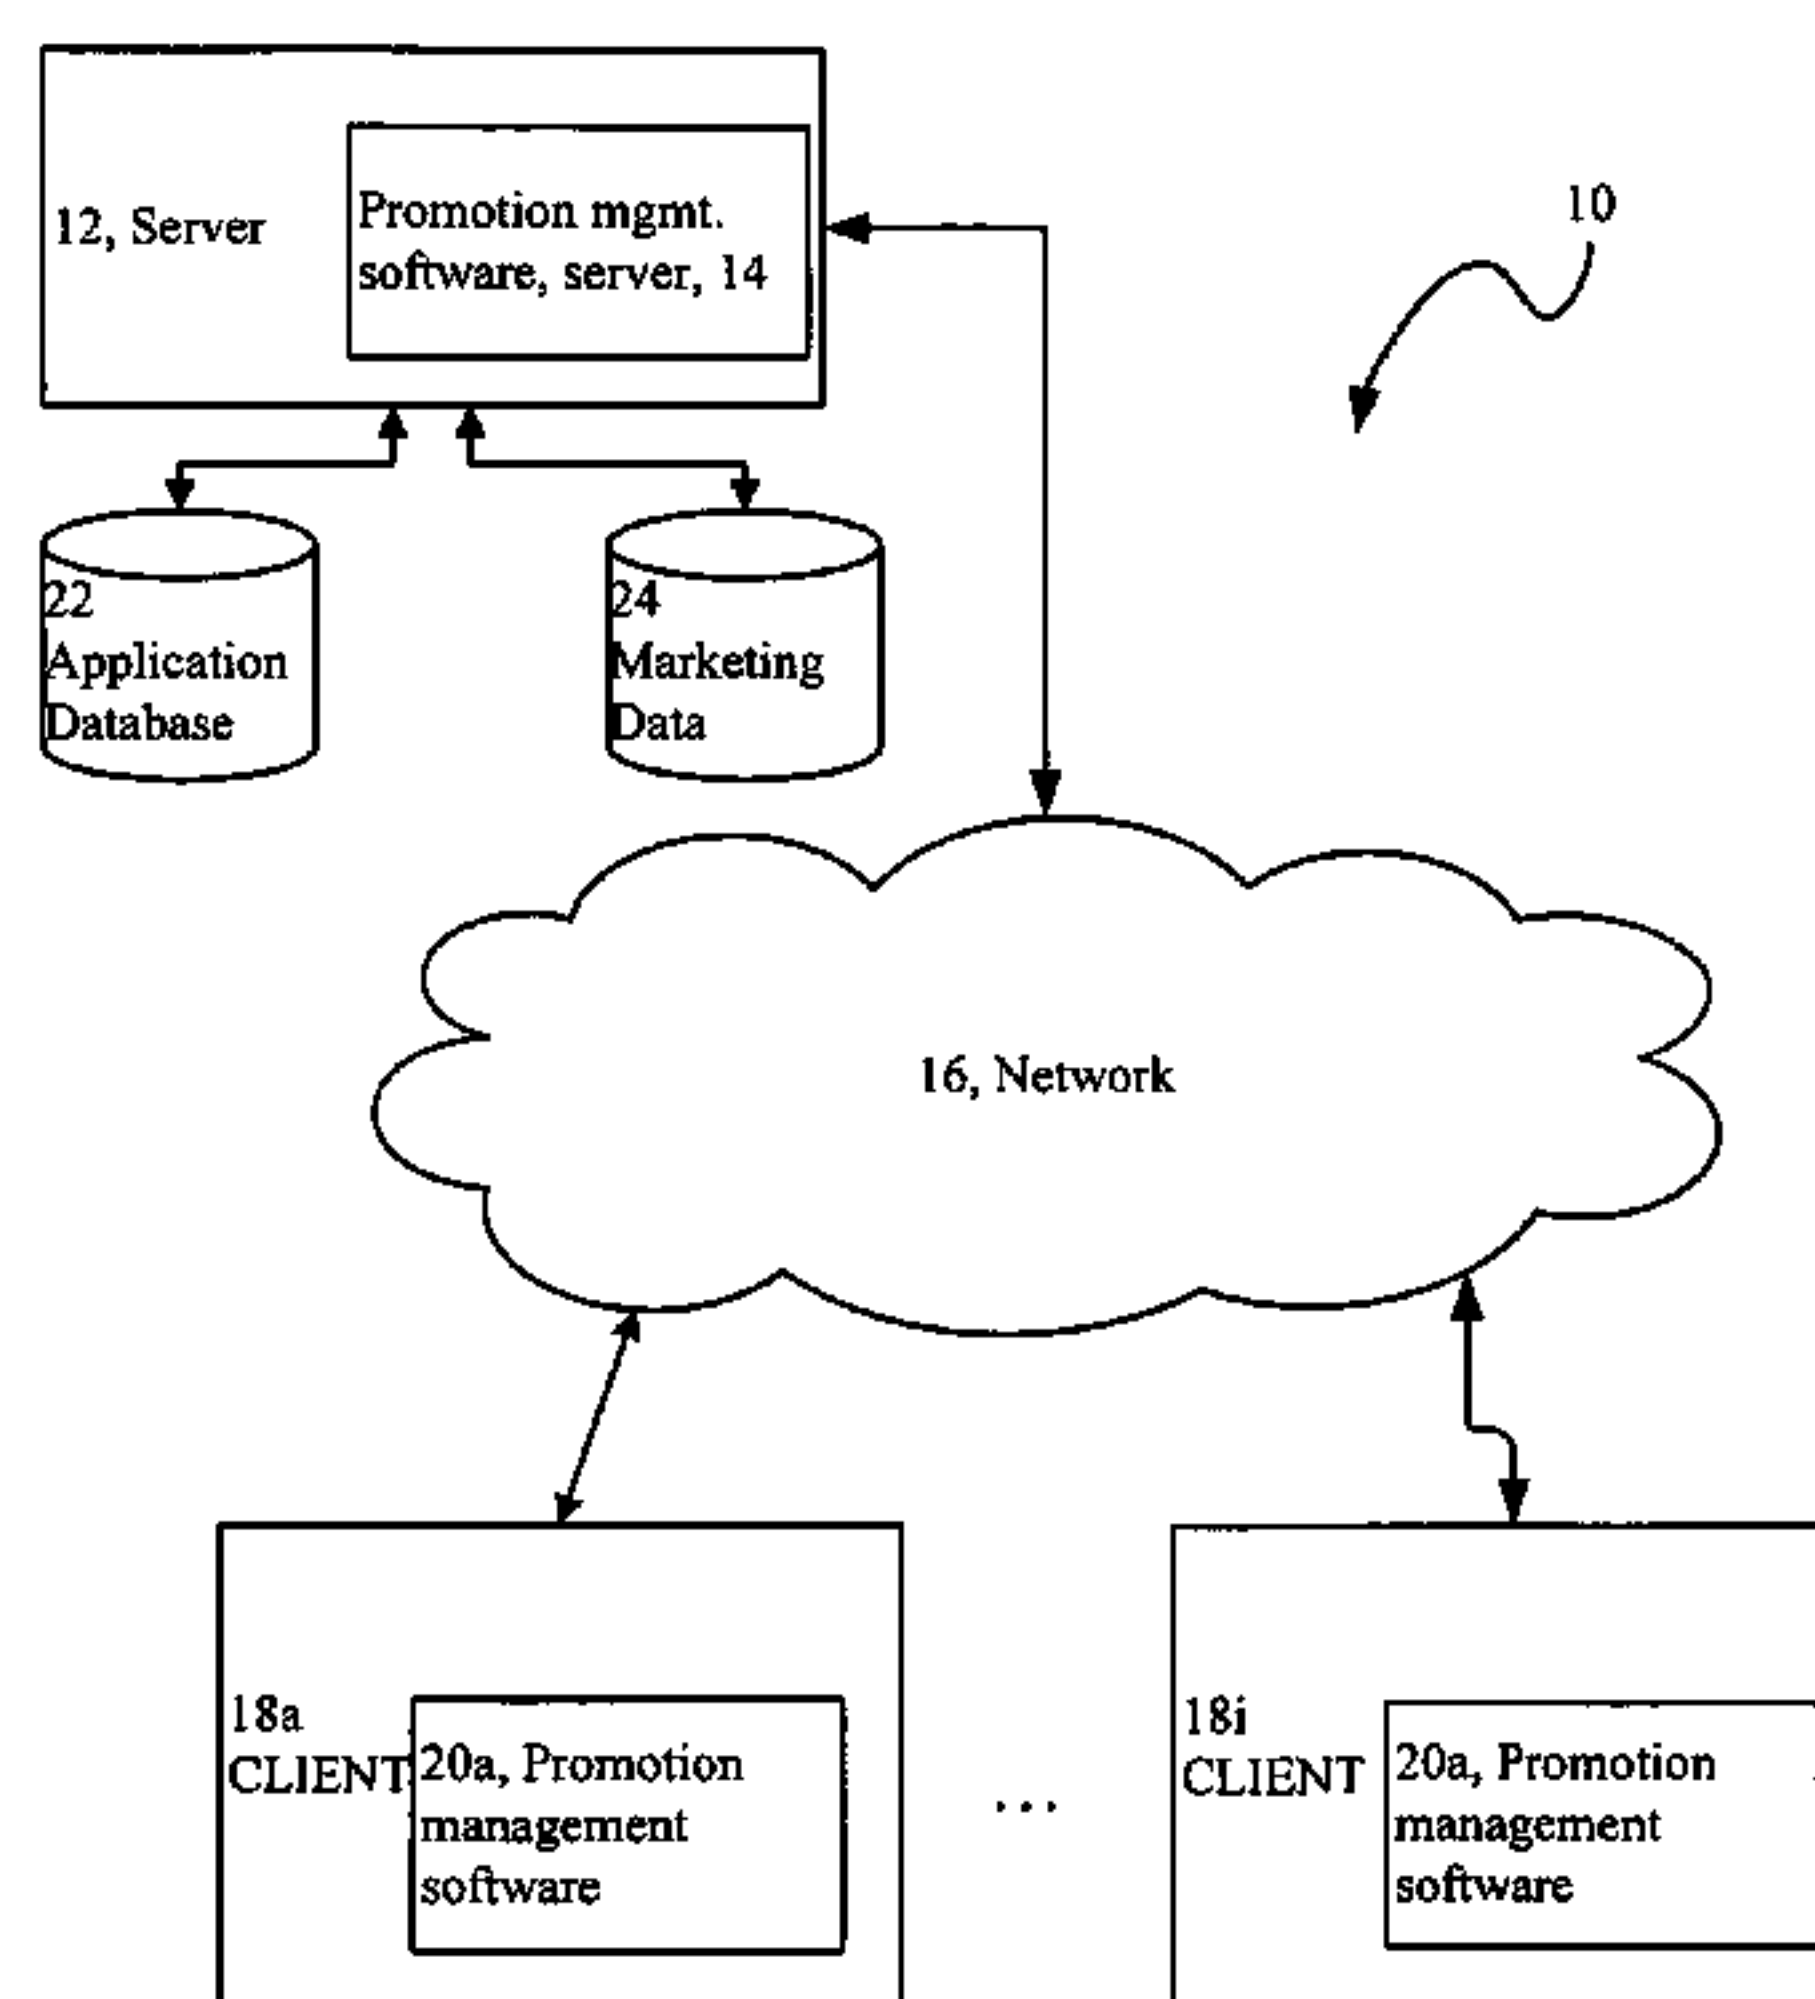 10
12, Server
Promotion mgmt.
software, server, 14
22
Application
Database
24
Marketing
Data
16, Network
18a
CLIENT
20a, Promotion
management
software
...
18i
CLIENT
20a, Promotion
management
software